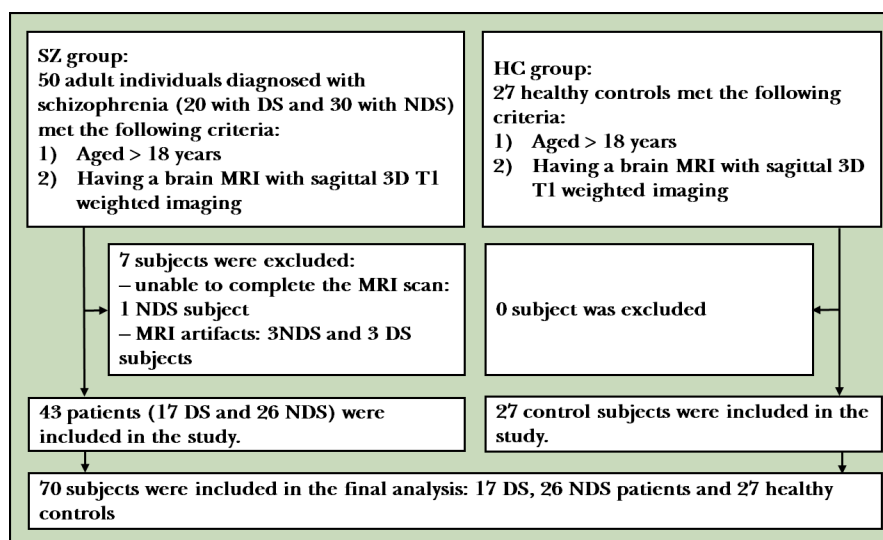 SZ group:
50 adult individuals diagnosed with
schizophrenia (20 with DS and 30 with NDS)
met the following criteria:
1) Aged > 18 years
2) Having a brain MRI with sagittal 3D T1
weighted imaging
HC group:
27 healthy controls met the following
criteria:
1) Aged > 18 years
2) Having a brain MRI with sagittal 3D
T1 weighted imaging
7 subjects were excluded:
– unable to complete the MRI scan:
1 NDS subject
– MRI artifacts: 3NDS and 3 DS
subjects
0 subject was excluded
43 patients (17 DS and 26 NDS) were
included in the study.
27 control subjects were included in the
study.
70 subjects were included in the final analysis: 17 DS, 26 NDS patients and 27 healthy
controls